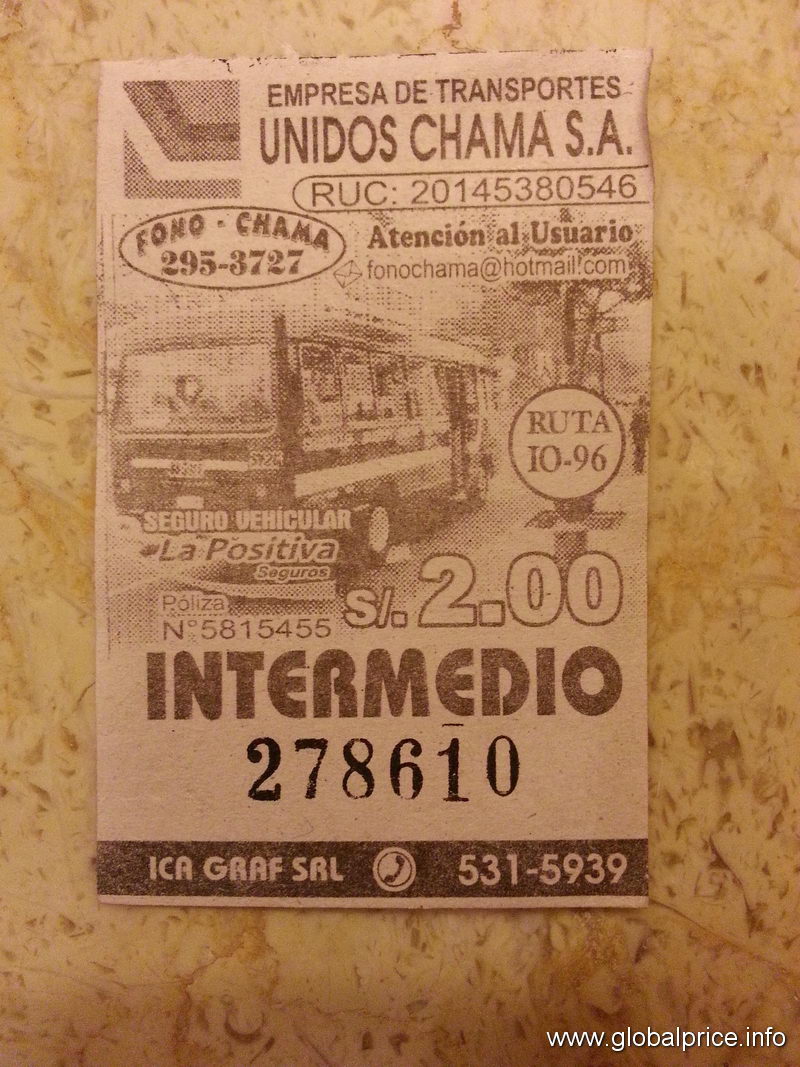 EMPRESA DE TRANSPORTES
UNIDOS CHAMA S.A.
RUC: 20145380546
FONO - CHAMA
295-3727
& Atención al Usuario
fonochama@hotmail.com
RUTA
IO-96
SEGURO VEHICULAR
La Positiva
Seguros
Póliza
N°5815455
S/. 2.00
INTERMEDIO
278610
ICA GRAF SRL 531-5939
www.globalprice.info